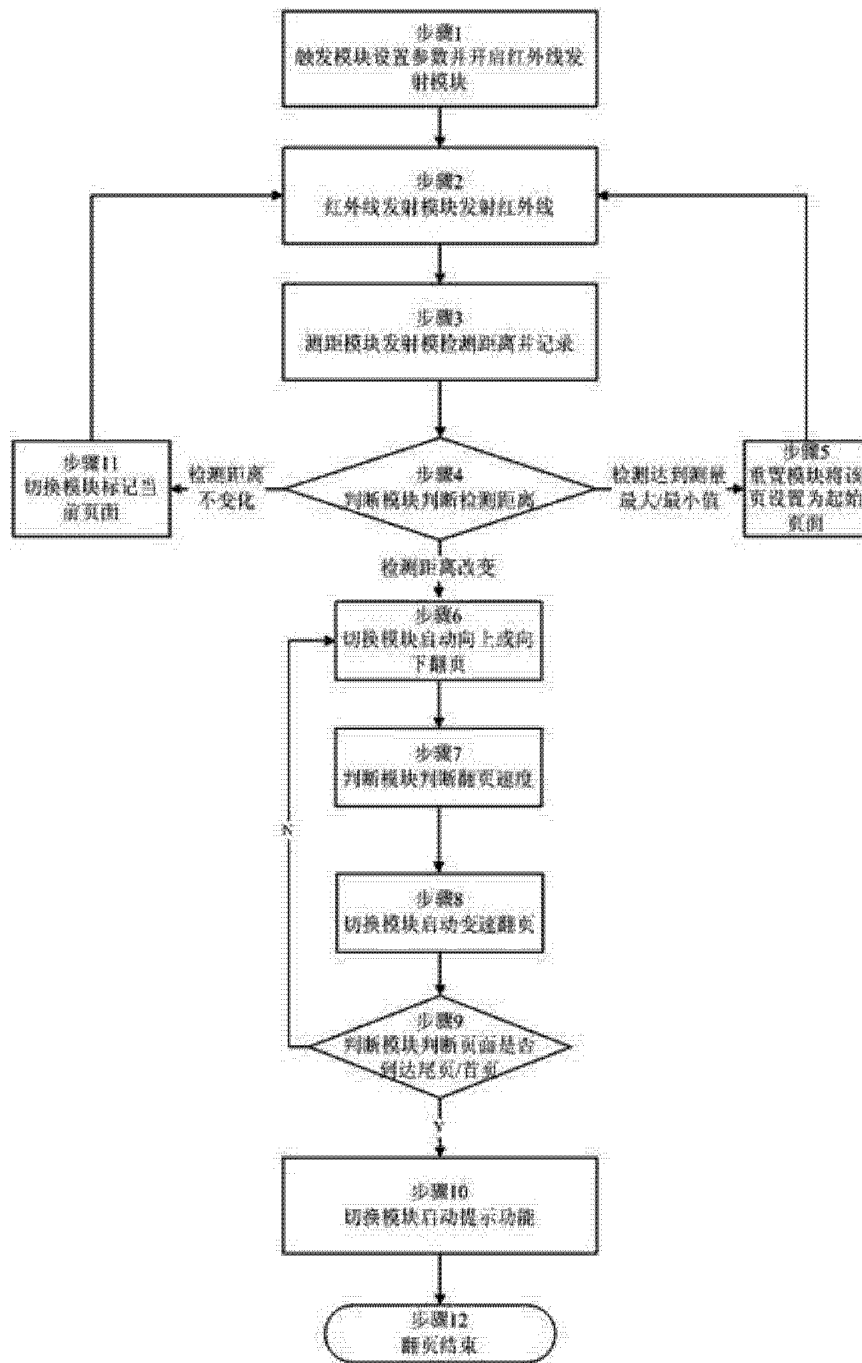 步骤1
触发模块设置参数并开启红外线发
射模块
步骤2
红外线发射模块发射红外线
步骤3
测距模块发射模检测距离并记录
步骤4
判断模块判断检测距离
步骤11
切换模块标记当
前页面
检测距离
不变化
检测达到测量
最大/最小值
步骤5
重置模块将该
页设置为起始
页面
检测距离改变
步骤6
切换模块自动向上或向
下翻页
步骤7
判断模块判断翻页速度
步骤8
切换模块启动变速翻页
N
步骤9
判断模块判断页面是否
到达尾页/首页
Y
步骤10
切换模块启动提示功能
步骤12
翻页结束